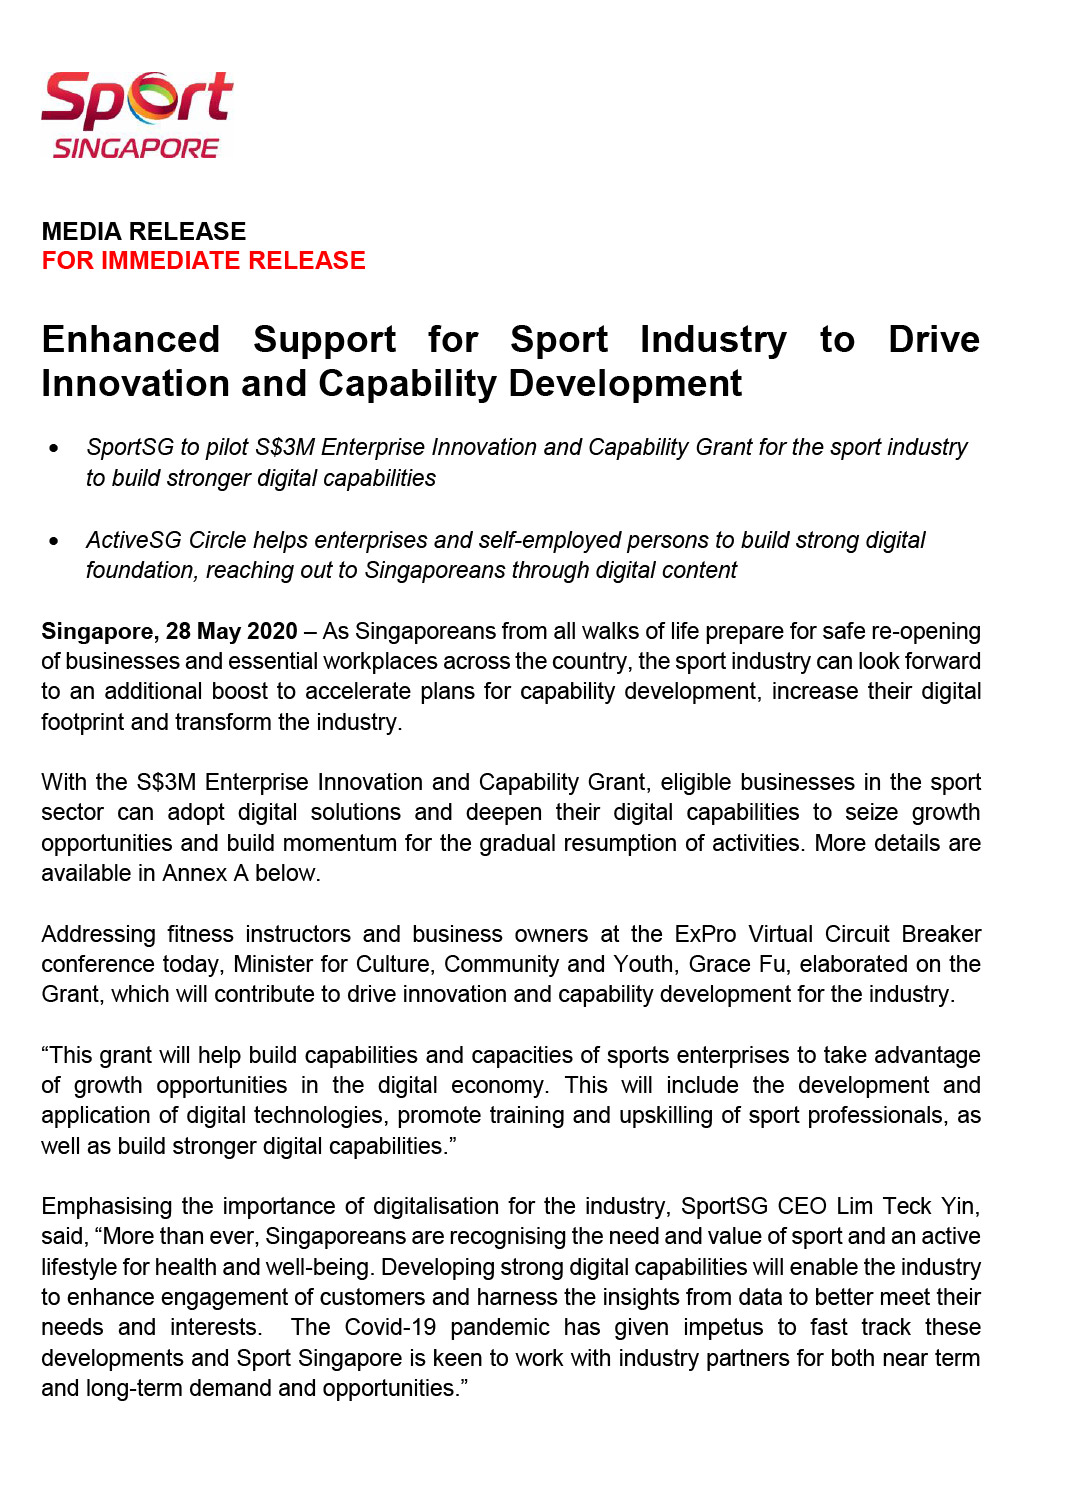 Sport
SINGAPORE
MEDIA RELEASE
FOR IMMEDIATE RELEASE
Enhanced Support for Sport Industry to Drive
Innovation and Capability Development
• SportSG to pilot S$3M Enterprise Innovation and Capability Grant for the sport industry
to build stronger digital capabilities
• ActiveSG Circle helps enterprises and self-employed persons to build strong digital
foundation, reaching out to Singaporeans through digital content
Singapore, 28 May 2020 – As Singaporeans from all walks of life prepare for safe re-opening
of businesses and essential workplaces across the country, the sport industry can look forward
to an additional boost to accelerate plans for capability development, increase their digital
footprint and transform the industry.
With the S$3M Enterprise Innovation and Capability Grant, eligible businesses in the sport
sector can adopt digital solutions and deepen their digital capabilities to seize growth
opportunities and build momentum for the gradual resumption of activities. More details are
available in Annex A below.
Addressing fitness instructors and business owners at the ExPro Virtual Circuit Breaker
conference today, Minister for Culture, Community and Youth, Grace Fu, elaborated on the
Grant, which will contribute to drive innovation and capability development for the industry.
“This grant will help build capabilities and capacities of sports enterprises to take advantage
of growth opportunities in the digital economy. This will include the development and
application of digital technologies, promote training and upskilling of sport professionals, as
well as build stronger digital capabilities.”
Emphasising the importance of digitalisation for the industry, SportSG CEO Lim Teck Yin,
said, “More than ever, Singaporeans are recognising the need and value of sport and an active
lifestyle for health and well-being. Developing strong digital capabilities will enable the industry
to enhance engagement of customers and harness the insights from data to better meet their
needs and interests.  The Covid-19 pandemic has given impetus to fast track these
developments and Sport Singapore is keen to work with industry partners for both near term
and long-term demand and opportunities.”